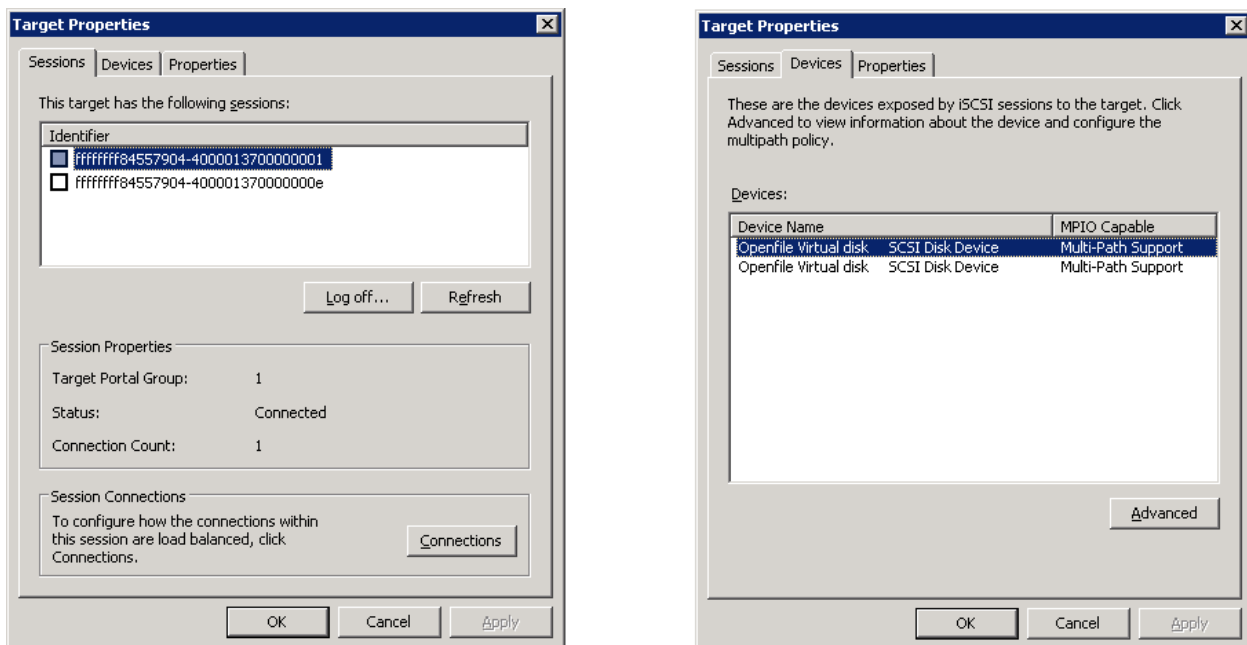 Target Properties
Sessions
Devices
Properties
This target has the following sessions:
Identifier
ffffffff84557904-4000013700000001
ffffffff84557904-400001370000000e
Log off...
Refresh
Session Properties
Target Portal Group: 1
Status: Connected
Connection Count: 1
Session Connections
To configure how the connections within
this session are load balanced, click
Connections.
Connections
OK
Cancel
Apply
Target Properties
Sessions
Devices
Properties
These are the devices exposed by iSCSI sessions to the target. Click
Advanced to view information about the device and configure the
multipath policy.
Devices:
Device Name MPIO Capable
Openfile Virtual disk SCSI Disk Device Multi-Path Support
Openfile Virtual disk SCSI Disk Device Multi-Path Support
Advanced
OK
Cancel
Apply